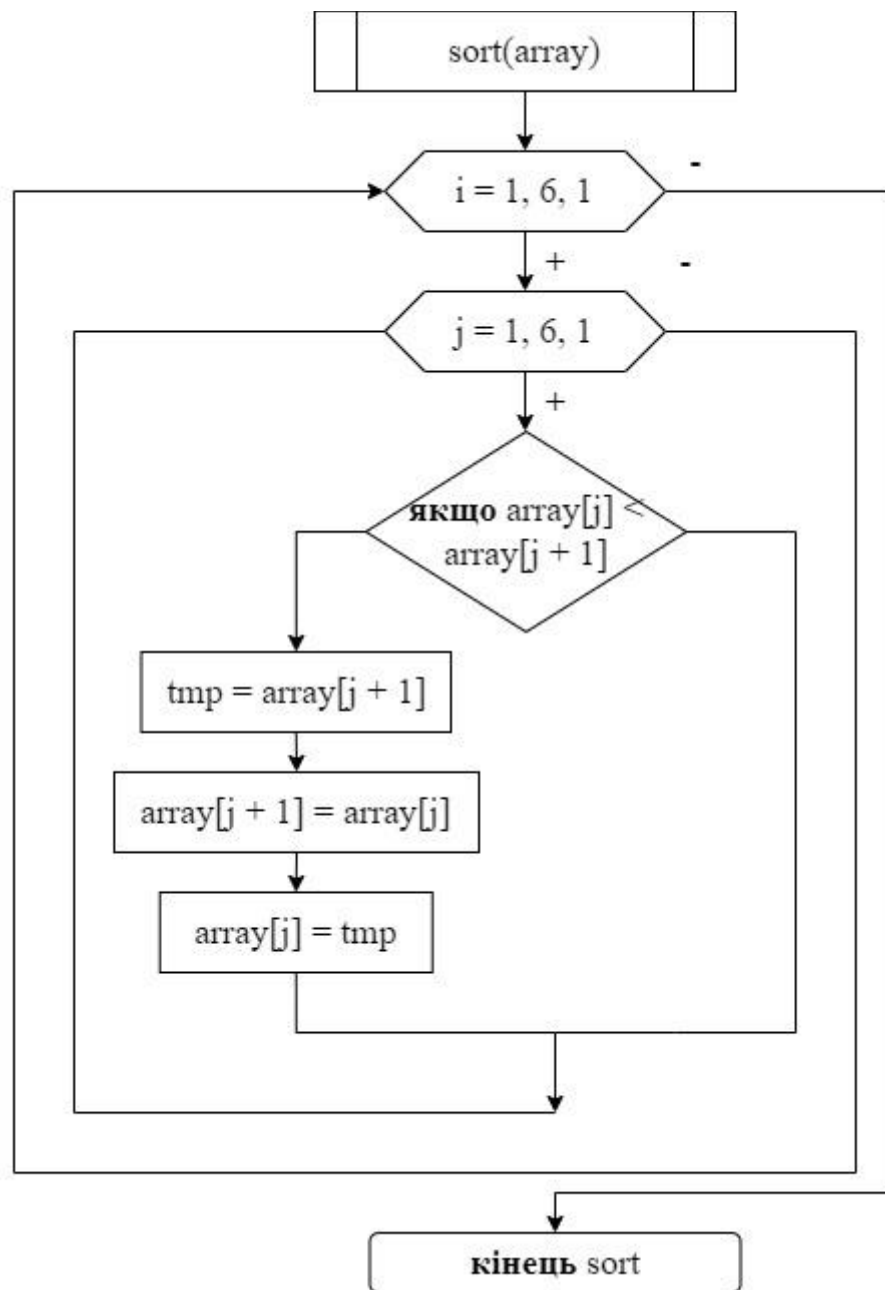 sort(array)
-
i = 1, 6, 1
+
-
j = 1, 6, 1
+
якщо array[j] <
array[j + 1]
tmp = array[j + 1]
array[j + 1] = array[j]
array[j] = tmp
кінець sort